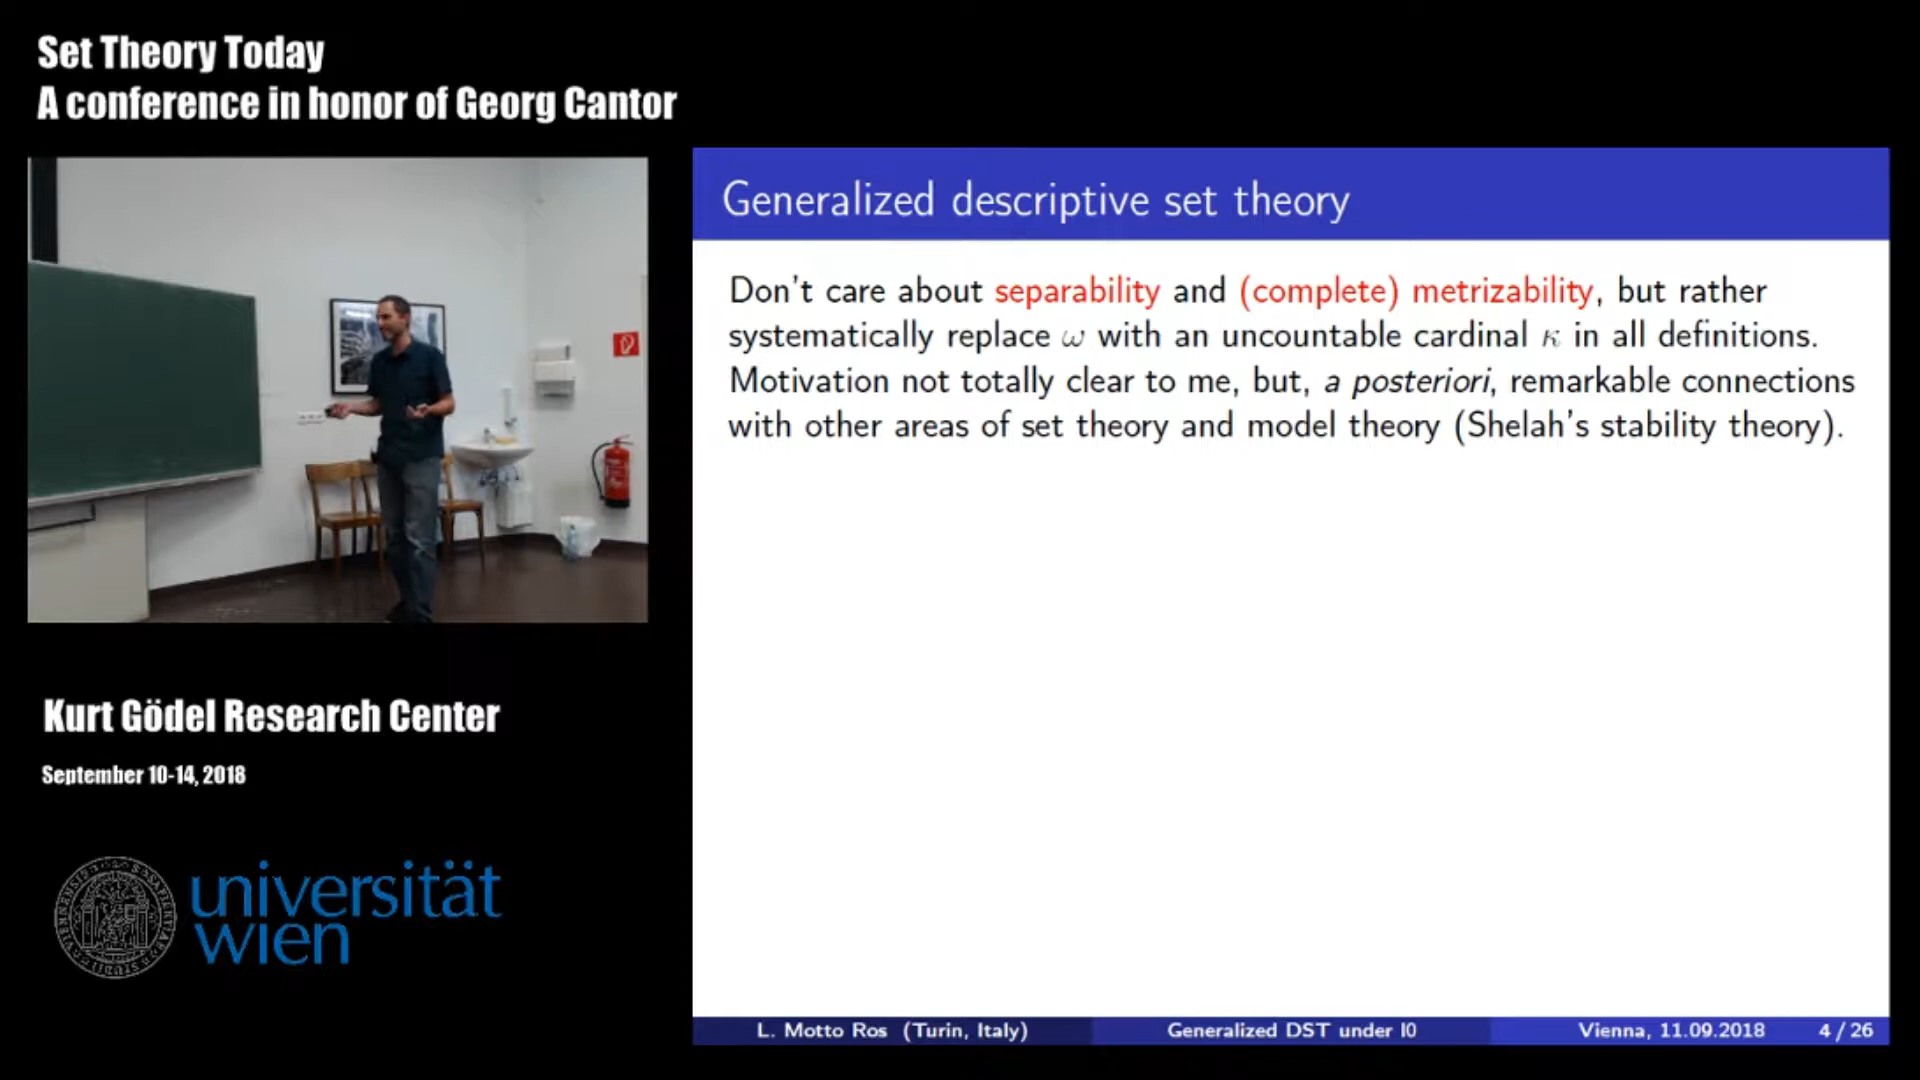 Set Theory Today
A conference in honor of Georg Cantor
Generalized descriptive set theory
Don't care about separability and (complete) metrizability, but rather
systematically replace ω with an uncountable cardinal κ in all definitions.
Motivation not totally clear to me, but, a posteriori, remarkable connections
with other areas of set theory and model theory (Shelah's stability theory).
L. Motto Ros (Turin, Italy)
Generalized DST under I0
Vienna, 11.09.2018
4 / 26
Kurt Gödel Research Center
September 10-14, 2018
universität
wien